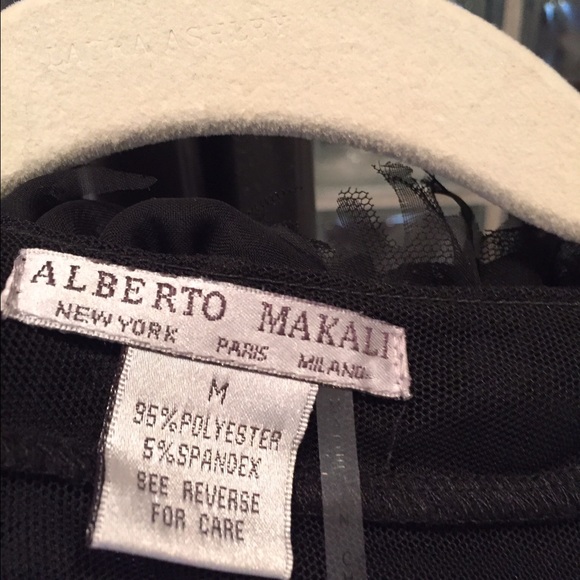 ALBERTO MAKALI
NEW YORK PARIS MILANO
M
95%POLYESTER
5%SPANDEX
SEE REVERSE
FOR CARE